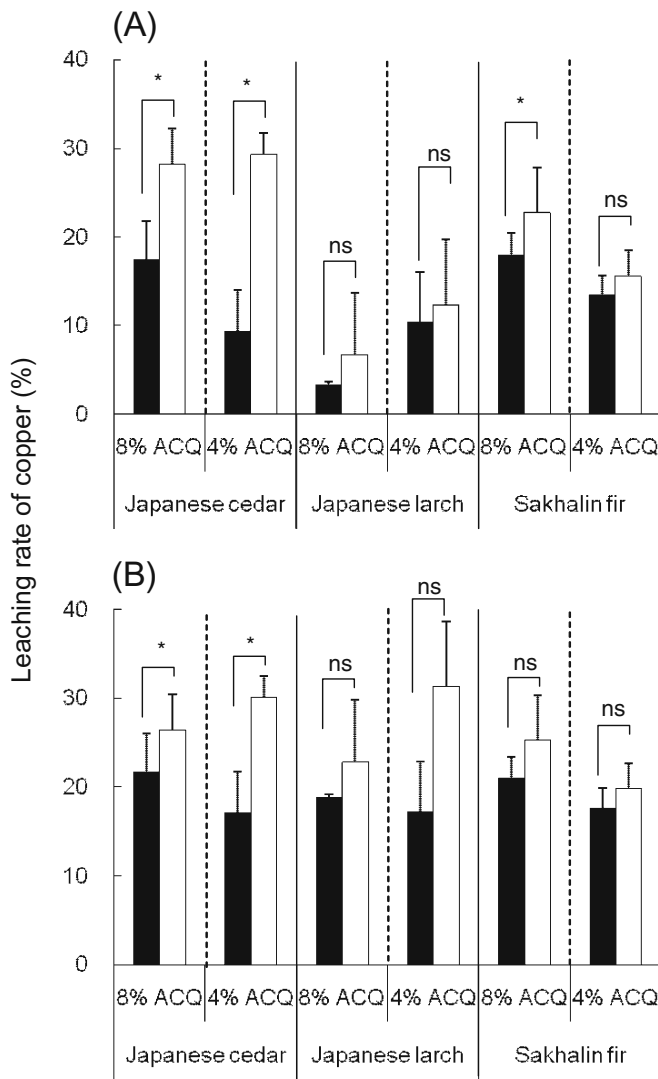 (A)
Leaching rate of copper (%)
40
30
20
10
0
*
*
ns
ns
*
ns
8% ACQ 4% ACQ 8% ACQ 4% ACQ 8% ACQ 4% ACQ
Japanese cedar Japanese larch Sakhalin fir
(B)
40
30
20
10
0
*
*
ns
ns
ns
ns
8% ACQ 4% ACQ 8% ACQ 4% ACQ 8% ACQ 4% ACQ
Japanese cedar Japanese larch Sakhalin fir